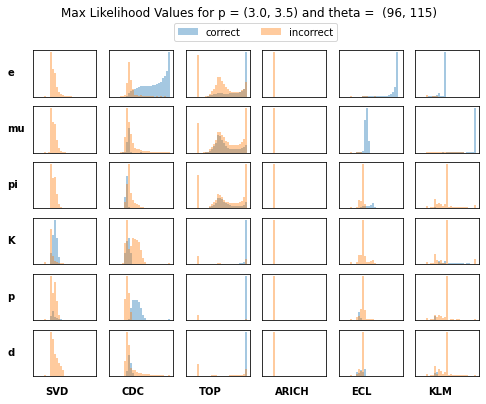 Max Likelihood Values for p = (3.0, 3.5) and theta =  (96, 115)
correct incorrect
e
mu
pi
K
p
d
SVD CDC TOP ARICH ECL KLM